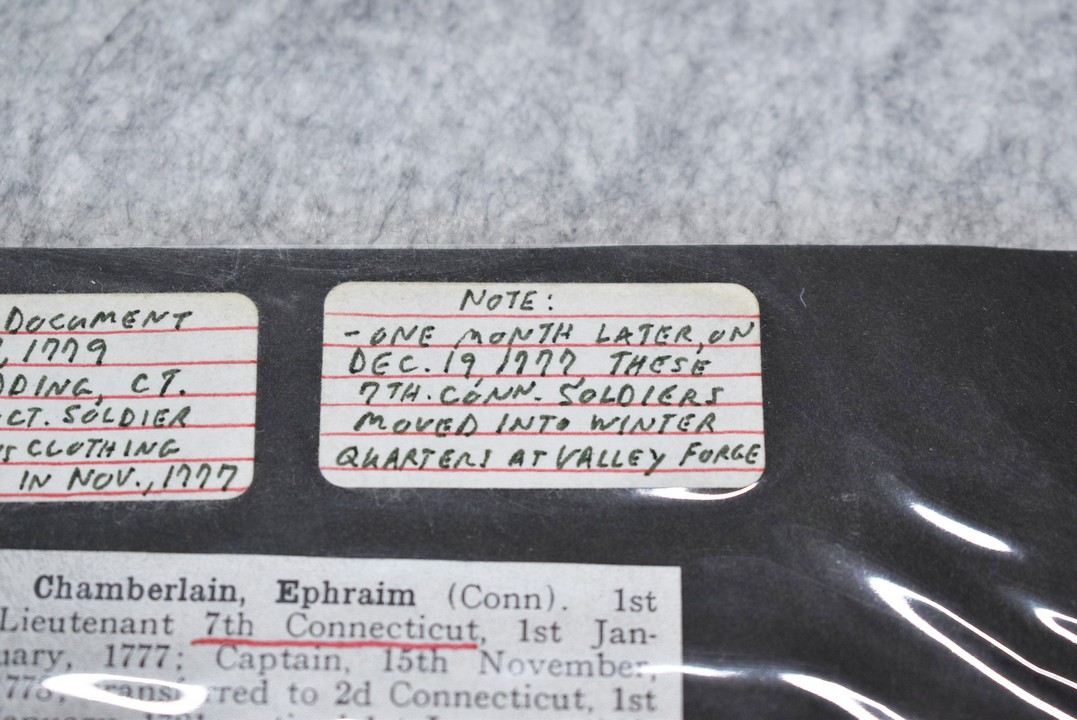 DOCUMENT
, 1779
DDING, CT.
CT. SOLDIER
CLOTHING
IN NOV., 1777
NOTE:
- ONE MONTH LATER, ON
DEC. 19 1777, THESE
7TH. CONN. SOLDIERS
MOVED INTO WINTER
QUARTERS AT VALLEY FORGE
Chamberlain, Ephraim (Conn). 1st
Lieutenant 7th Connecticut, 1st Jan-
uary, 1777; Captain, 15th November,
to 2d Connecticut, 1st